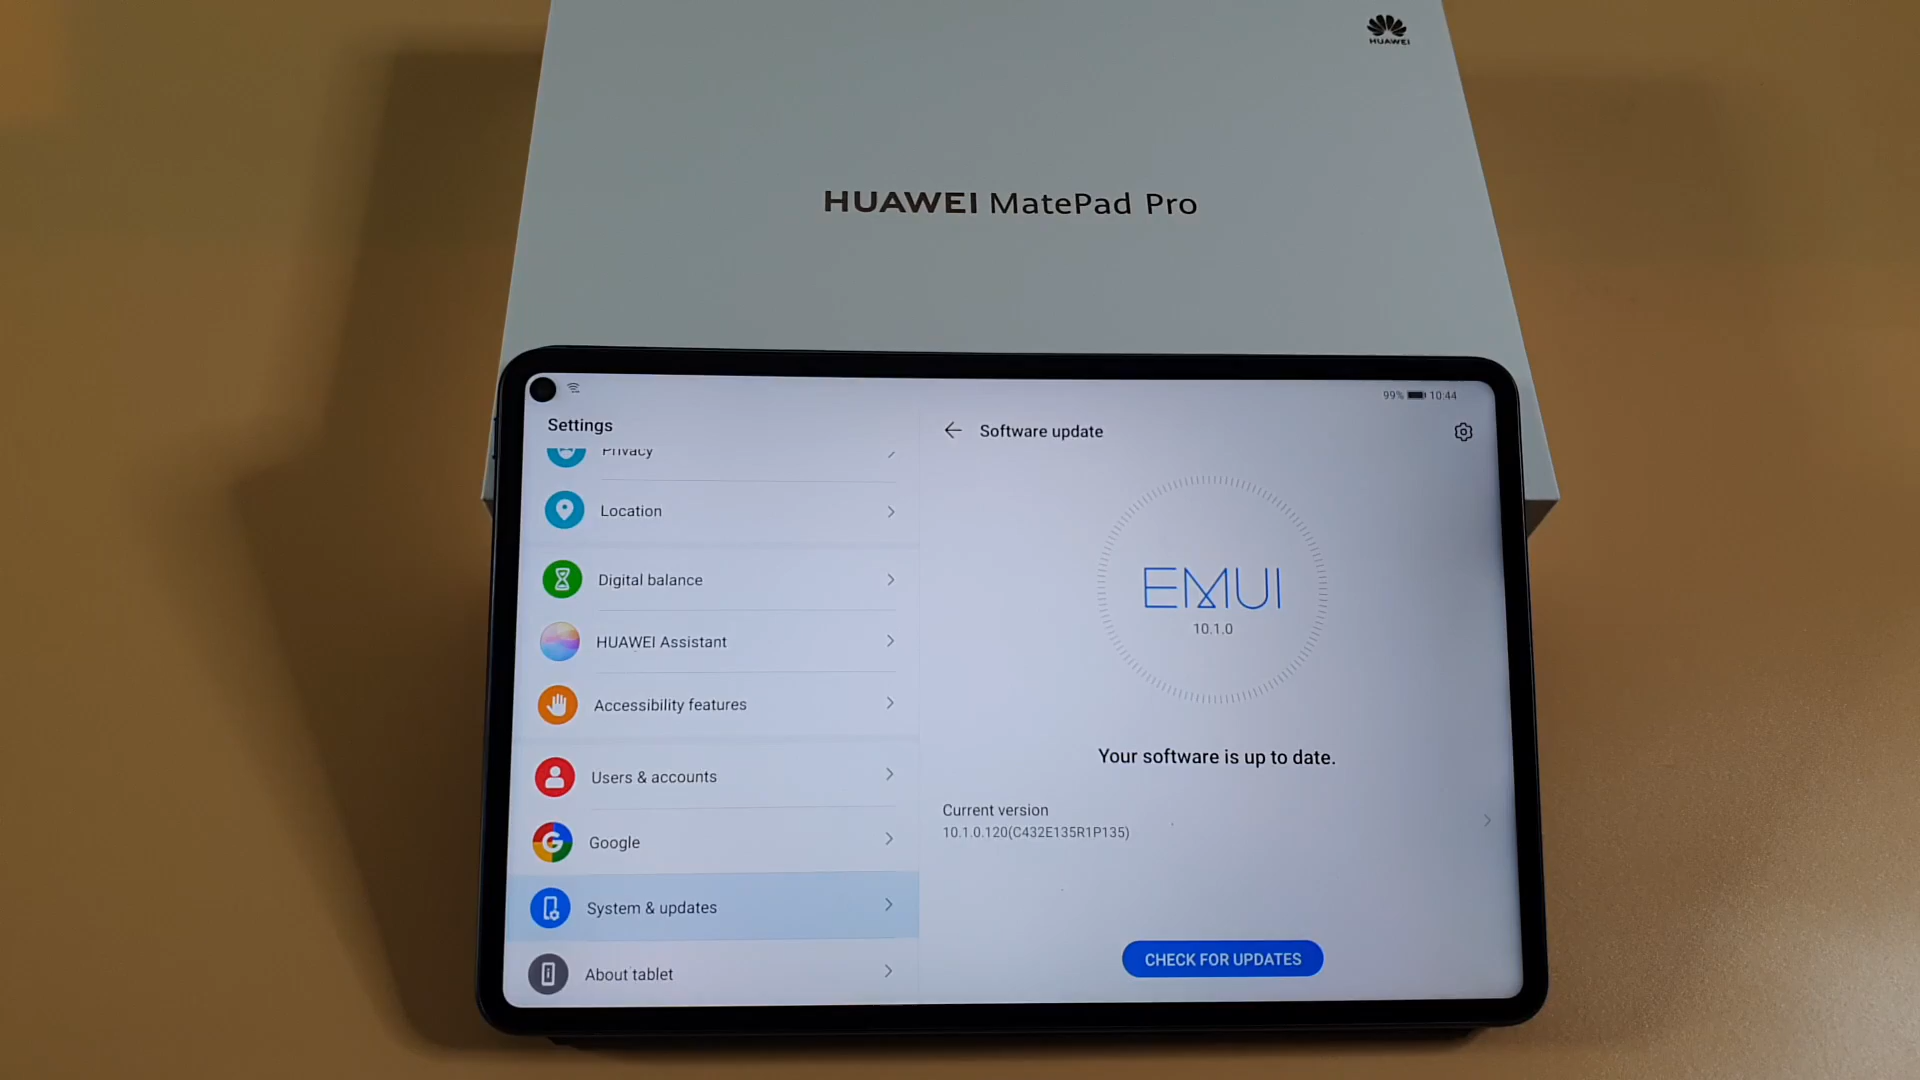 HUAWEI
HUAWEI MatePad Pro
99% 10:44
Settings
Privacy
Location
Digital balance
HUAWEI Assistant
Accessibility features
Users & accounts
Google
System & updates
About tablet
Software update
EMUI
10.1.0
Your software is up to date.
Current version
10.1.0.120(C432E135R1P135)
CHECK FOR UPDATES